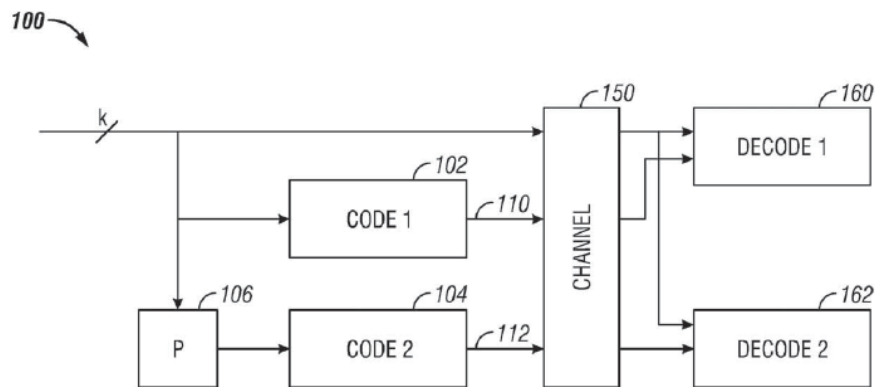 100
150
160
k
DECODE 1
102
CODE 1
110
CHANNEL
106
104
162
P
CODE 2
112
DECODE 2